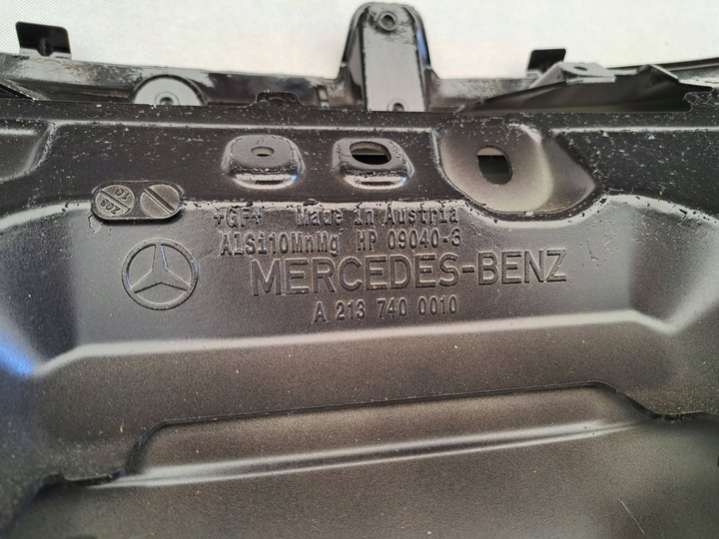 +GF+ Made in Austria
AlSi10MnMg HP 09040-3
MERCEDES-BENZ
A 213 740 0010